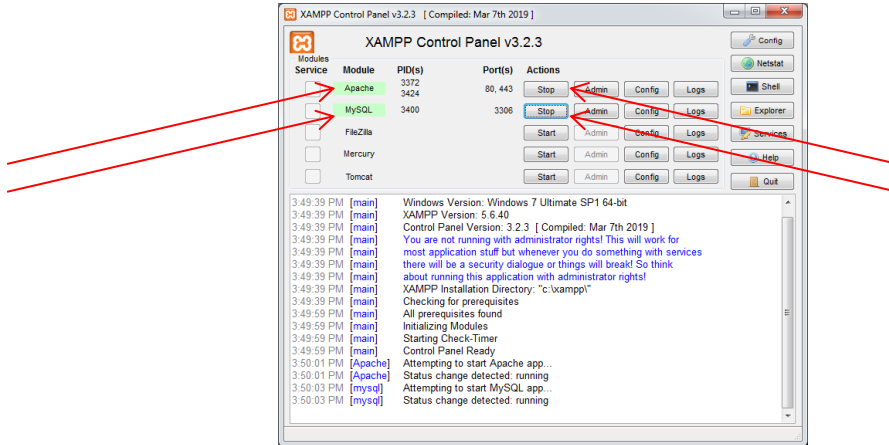 XAMPP Control Panel v3.2.3 [ Compiled: Mar 7th 2019 ]
XAMPP Control Panel v3.2.3
Config
Modules
Service Module PID(s) Port(s) Actions
Netstat
Apache 3372 80, 443 Stop Admin Config Logs
3424
Shell
MySQL 3400 3306 Stop Admin Config Logs
Explorer
FileZilla Start Admin Config Logs
Services
Mercury Start Admin Config Logs
Help
Tomcat Start Admin Config Logs
Quit
3:49:39 PM [main] Windows Version: Windows 7 Ultimate SP1 64-bit
3:49:39 PM [main] XAMPP Version: 5.6.40
3:49:39 PM [main] Control Panel Version: 3.2.3 [ Compiled: Mar 7th 2019 ]
3:49:39 PM [main] You are not running with administrator rights! This will work for
3:49:39 PM [main] most application stuff but whenever you do something with services
3:49:39 PM [main] there will be a security dialogue or things will break! So think
3:49:39 PM [main] about running this application with administrator rights!
3:49:39 PM [main] XAMPP Installation Directory: "c:\xampp\"
3:49:39 PM [main] Checking for prerequisites
3:49:59 PM [main] All prerequisites found
3:49:59 PM [main] Initializing Modules
3:49:59 PM [main] Starting Check-Timer
3:49:59 PM [main] Control Panel Ready
3:50:01 PM [Apache] Attempting to start Apache app...
3:50:01 PM [Apache] Status change detected: running
3:50:03 PM [mysql] Attempting to start MySQL app...
3:50:03 PM [mysql] Status change detected: running